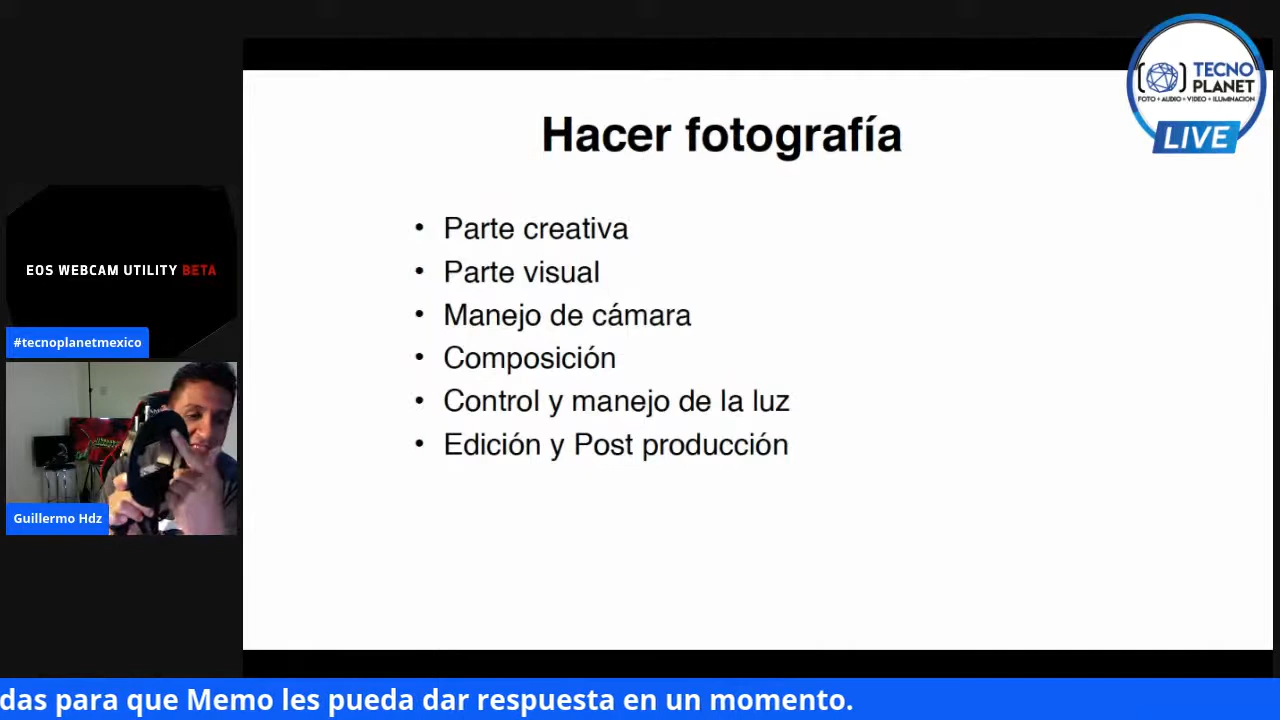 TECNO
PLANET
FOTO • AUDIO • VIDEO • ILUMINACION
LIVE
Hacer fotografía
• Parte creativa
• Parte visual
• Manejo de cámara
• Composición
• Control y manejo de la luz
• Edición y Post producción
EOS WEBCAM UTILITY BETA
#tecnoplanetmexico
Guillermo Hdz
das para que Memo les pueda dar respuesta en un momento.